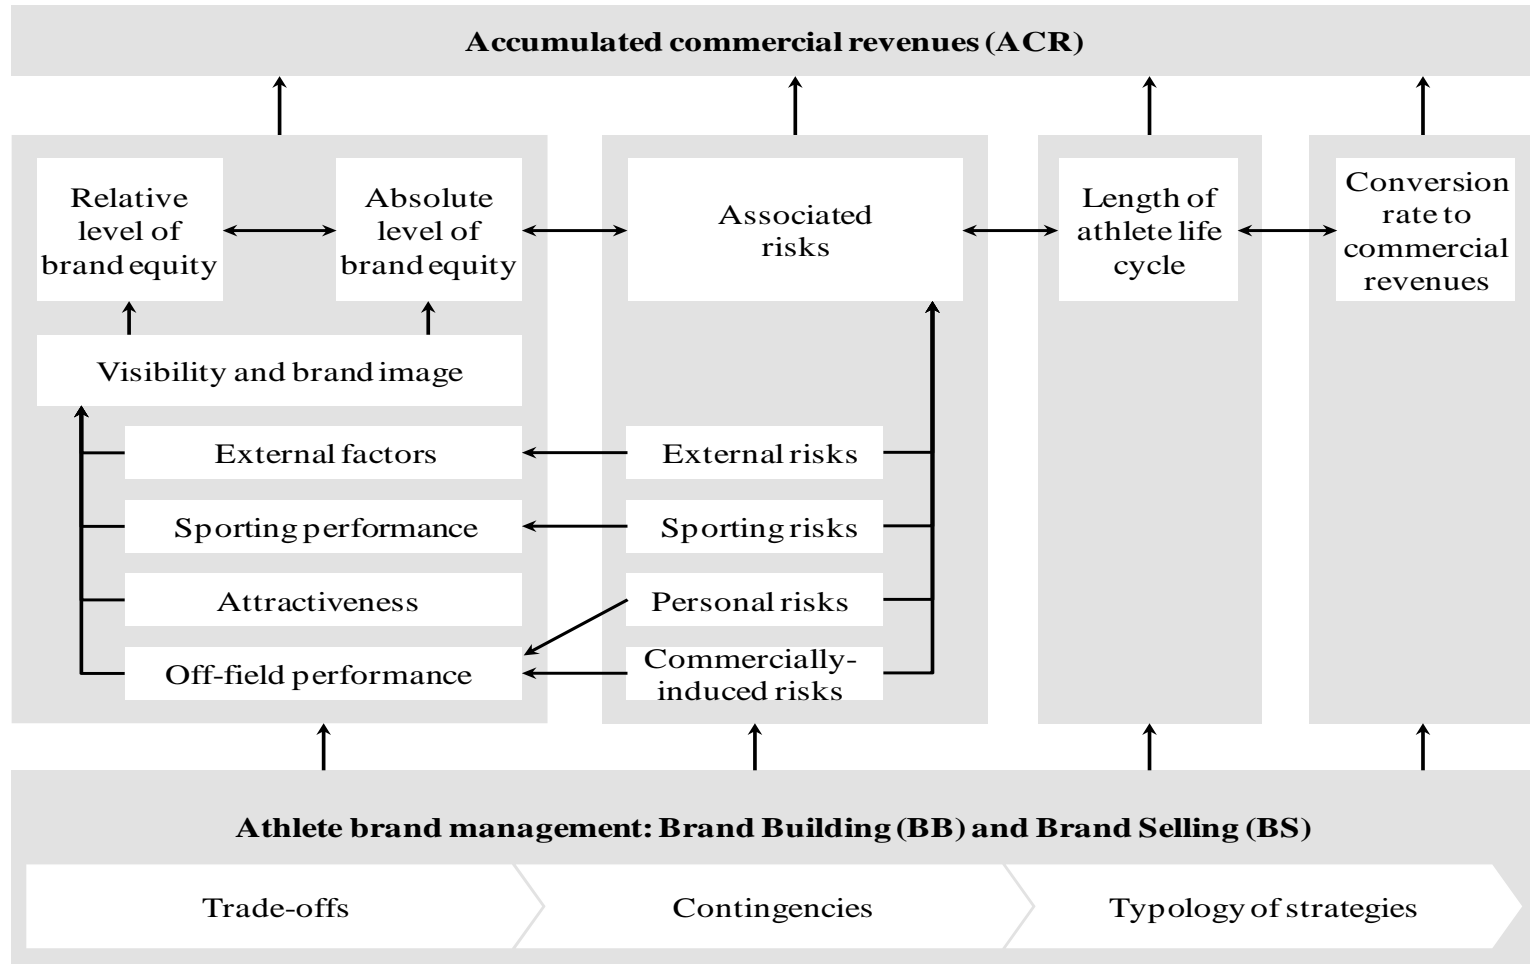 Accumulated commercial revenues (ACR)
Relative
level of
brand equity
Absolute
level of
brand equity
Associated
risks
Length of
athlete life
cycle
Conversion
rate to
commercial
revenues
Visibility and brand image
External factors
External risks
Sporting performance
Sporting risks
Attractiveness
Personal risks
Off-field performance
Commercially-
induced risks
Athlete brand management: Brand Building (BB) and Brand Selling (BS)
Trade-offs
Contingencies
Typology of strategies